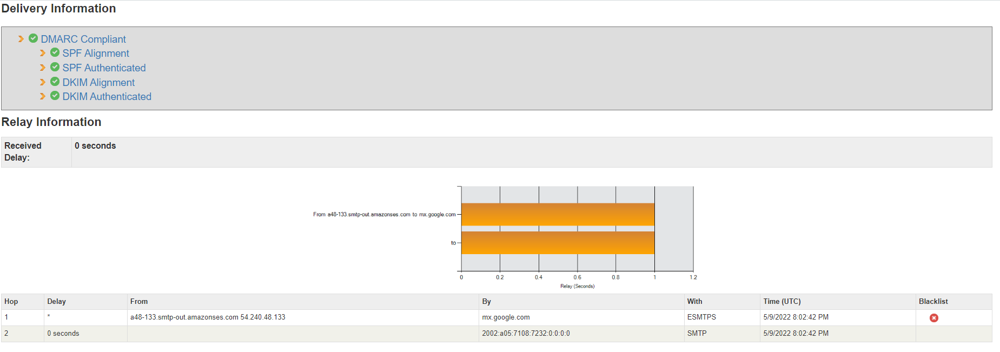 Delivery Information
DMARC Compliant
SPF Alignment
SPF Authenticated
DKIM Alignment
DKIM Authenticated
Relay Information
Received Delay: 0 seconds
From a48-133.smtp-out.amazonses.com to mx.google.com
to
0 0.2 0.4 0.6 0.8 1 1.2
Relay (Seconds)
Hop Delay From By With Time (UTC) Blacklist
1 * a48-133.smtp-out.amazonses.com 54.240.48.133 mx.google.com ESMTPS 5/9/2022 8:02:42 PM
2 0 seconds 2002:a05:7108:7232:0:0:0:0 SMTP 5/9/2022 8:02:42 PM